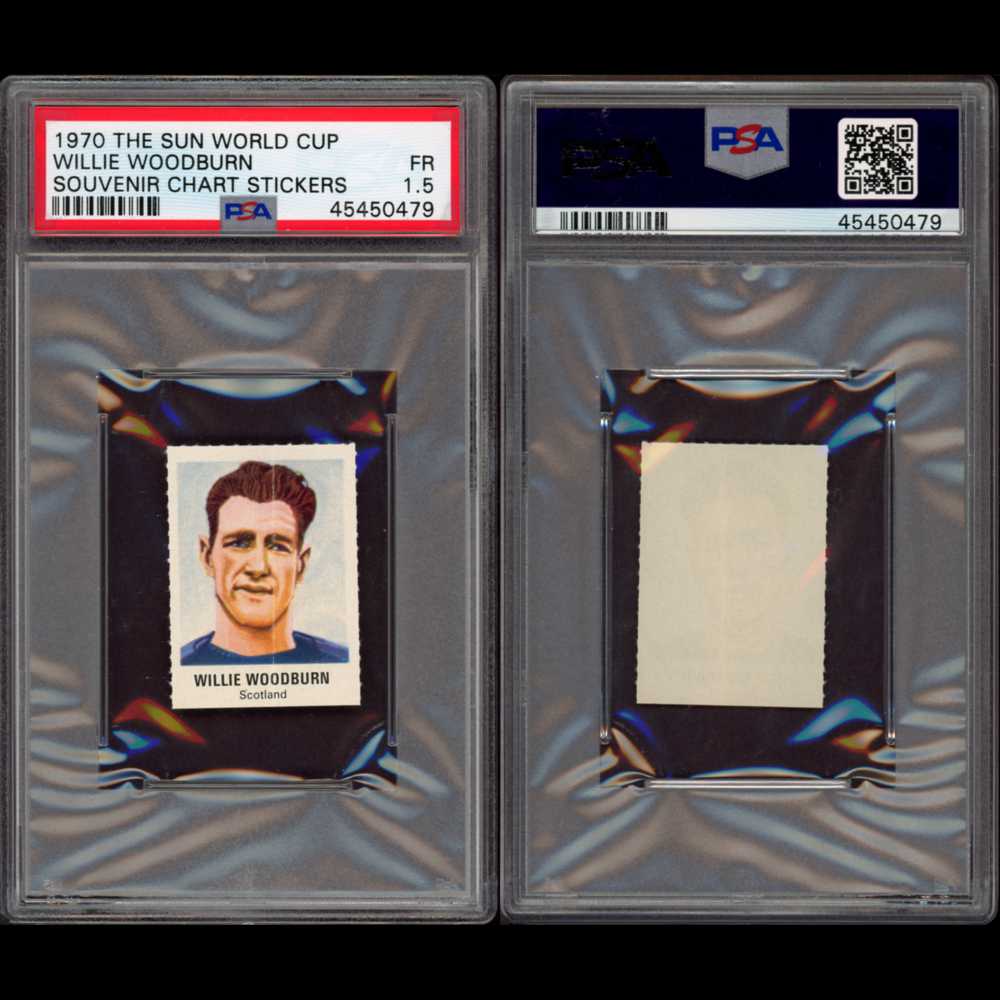 1970 THE SUN WORLD CUP
WILLIE WOODBURN FR
SOUVENIR CHART STICKERS 1.5
PSA 45450479
WILLIE WOODBURN
Scotland
PSA PSA
45450479